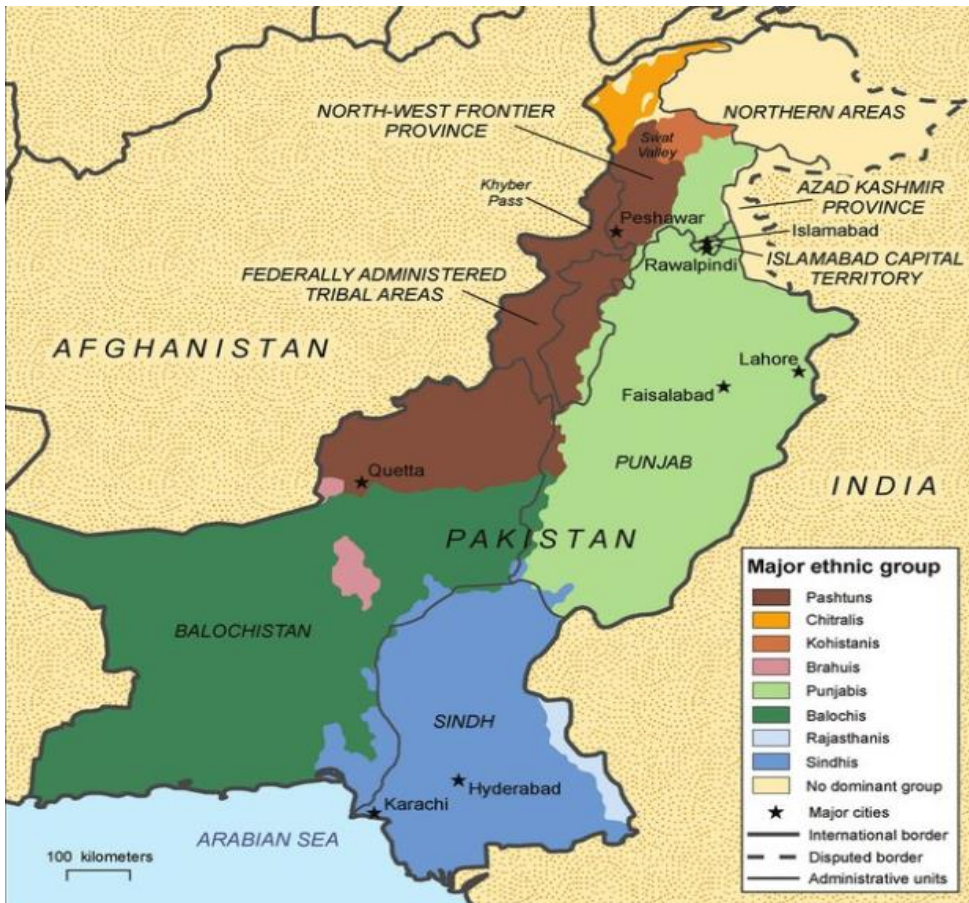 NORTH-WEST FRONTIER
PROVINCE
NORTHERN AREAS
Swat
Valley
Khyber
Pass
AZAD KASHMIR
PROVINCE
Peshawar
Islamabad
Rawalpindi
ISLAMABAD CAPITAL
TERRITORY
FEDERALLY ADMINISTERED
TRIBAL AREAS
AFGHANISTAN
Lahore
Faisalabad
Quetta
PUNJAB
INDIA
PAKISTAN
BALOCHISTAN
SINDH
Hyderabad
Karachi
ARABIAN SEA
100 kilometers
Major ethnic group
Pashtuns
Chitralis
Kohistanis
Brahuis
Punjabis
Balochis
Rajasthanis
Sindhis
No dominant group
Major cities
International border
Disputed border
Administrative units